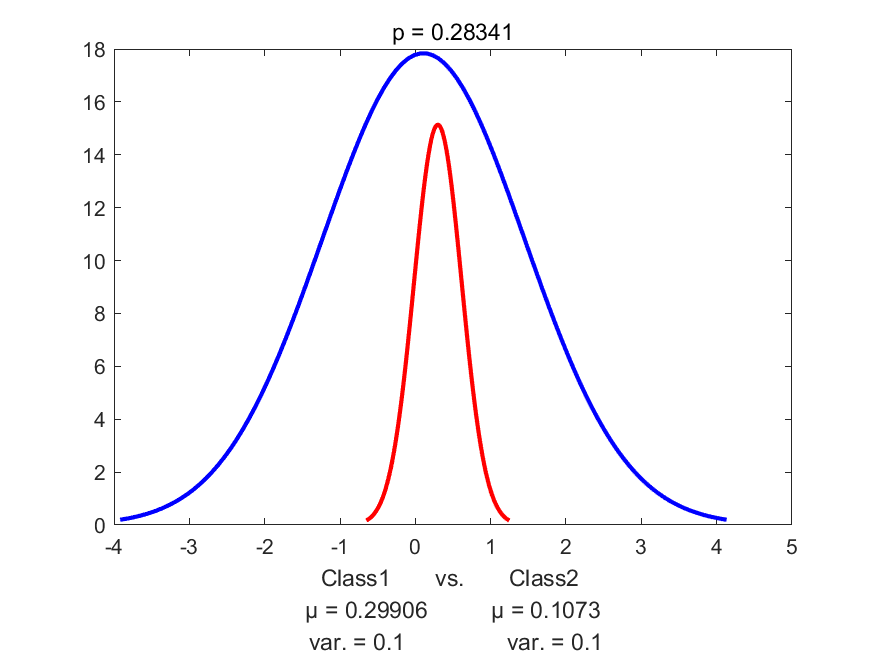 p = 0.28341
18
16
14
12
10
8
6
4
2
0
-4 -3 -2 -1 0 1 2 3 4 5
Class1 vs. Class2
μ = 0.29906 μ = 0.1073
var. = 0.1 var. = 0.1